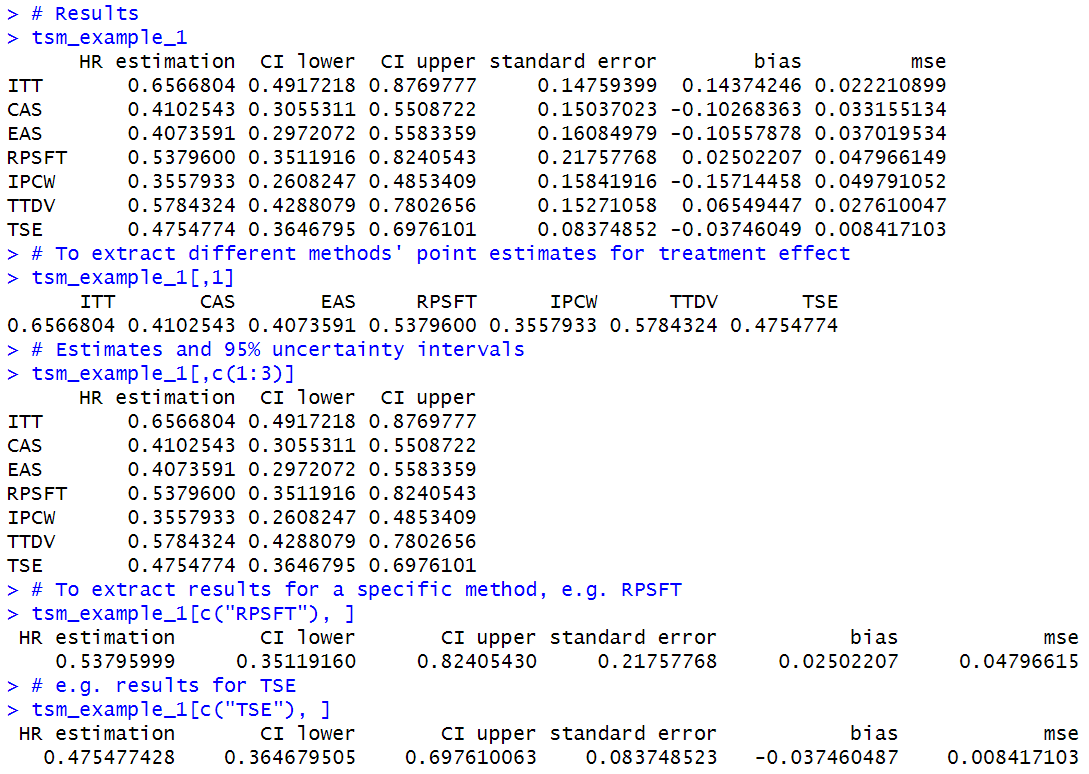 > # Results
> tsm_example_1
      HR estimation  CI lower  CI upper standard error        bias         mse
ITT       0.6566804 0.4917218 0.8769777     0.14759399  0.14374246 0.022210899
CAS       0.4102543 0.3055311 0.5508722     0.15037023 -0.10268363 0.033155134
EAS       0.4073591 0.2972072 0.5583359     0.16084979 -0.10557878 0.037019534
RPSFT     0.5379600 0.3511916 0.8240543     0.21757768  0.02502207 0.047966149
IPCW      0.3557933 0.2608247 0.4853409     0.15841916 -0.15714458 0.049791052
TTDV      0.5784324 0.4288079 0.7802656     0.15271058  0.06549447 0.027610047
TSE       0.4754774 0.3646795 0.6976101     0.08374852 -0.03746049 0.008417103
> # To extract different methods' point estimates for treatment effect
> tsm_example_1[,1]
      ITT       CAS       EAS     RPSFT      IPCW      TTDV       TSE
0.6566804 0.4102543 0.4073591 0.5379600 0.3557933 0.5784324 0.4754774
> # Estimates and 95% uncertainty intervals
> tsm_example_1[,c(1:3)]
      HR estimation  CI lower  CI upper
ITT       0.6566804 0.4917218 0.8769777
CAS       0.4102543 0.3055311 0.5508722
EAS       0.4073591 0.2972072 0.5583359
RPSFT     0.5379600 0.3511916 0.8240543
IPCW      0.3557933 0.2608247 0.4853409
TTDV      0.5784324 0.4288079 0.7802656
TSE       0.4754774 0.3646795 0.6976101
> # To extract results for a specific method, e.g. RPSFT
> tsm_example_1[c("RPSFT"), ]
 HR estimation       CI lower       CI upper standard error           bias            mse
    0.53795999     0.35119160     0.82405430     0.21757768     0.02502207     0.04796615
> # e.g. results for TSE
> tsm_example_1[c("TSE"), ]
 HR estimation       CI lower       CI upper standard error           bias            mse
   0.475477428    0.364679505    0.697610063    0.083748523   -0.037460487    0.008417103